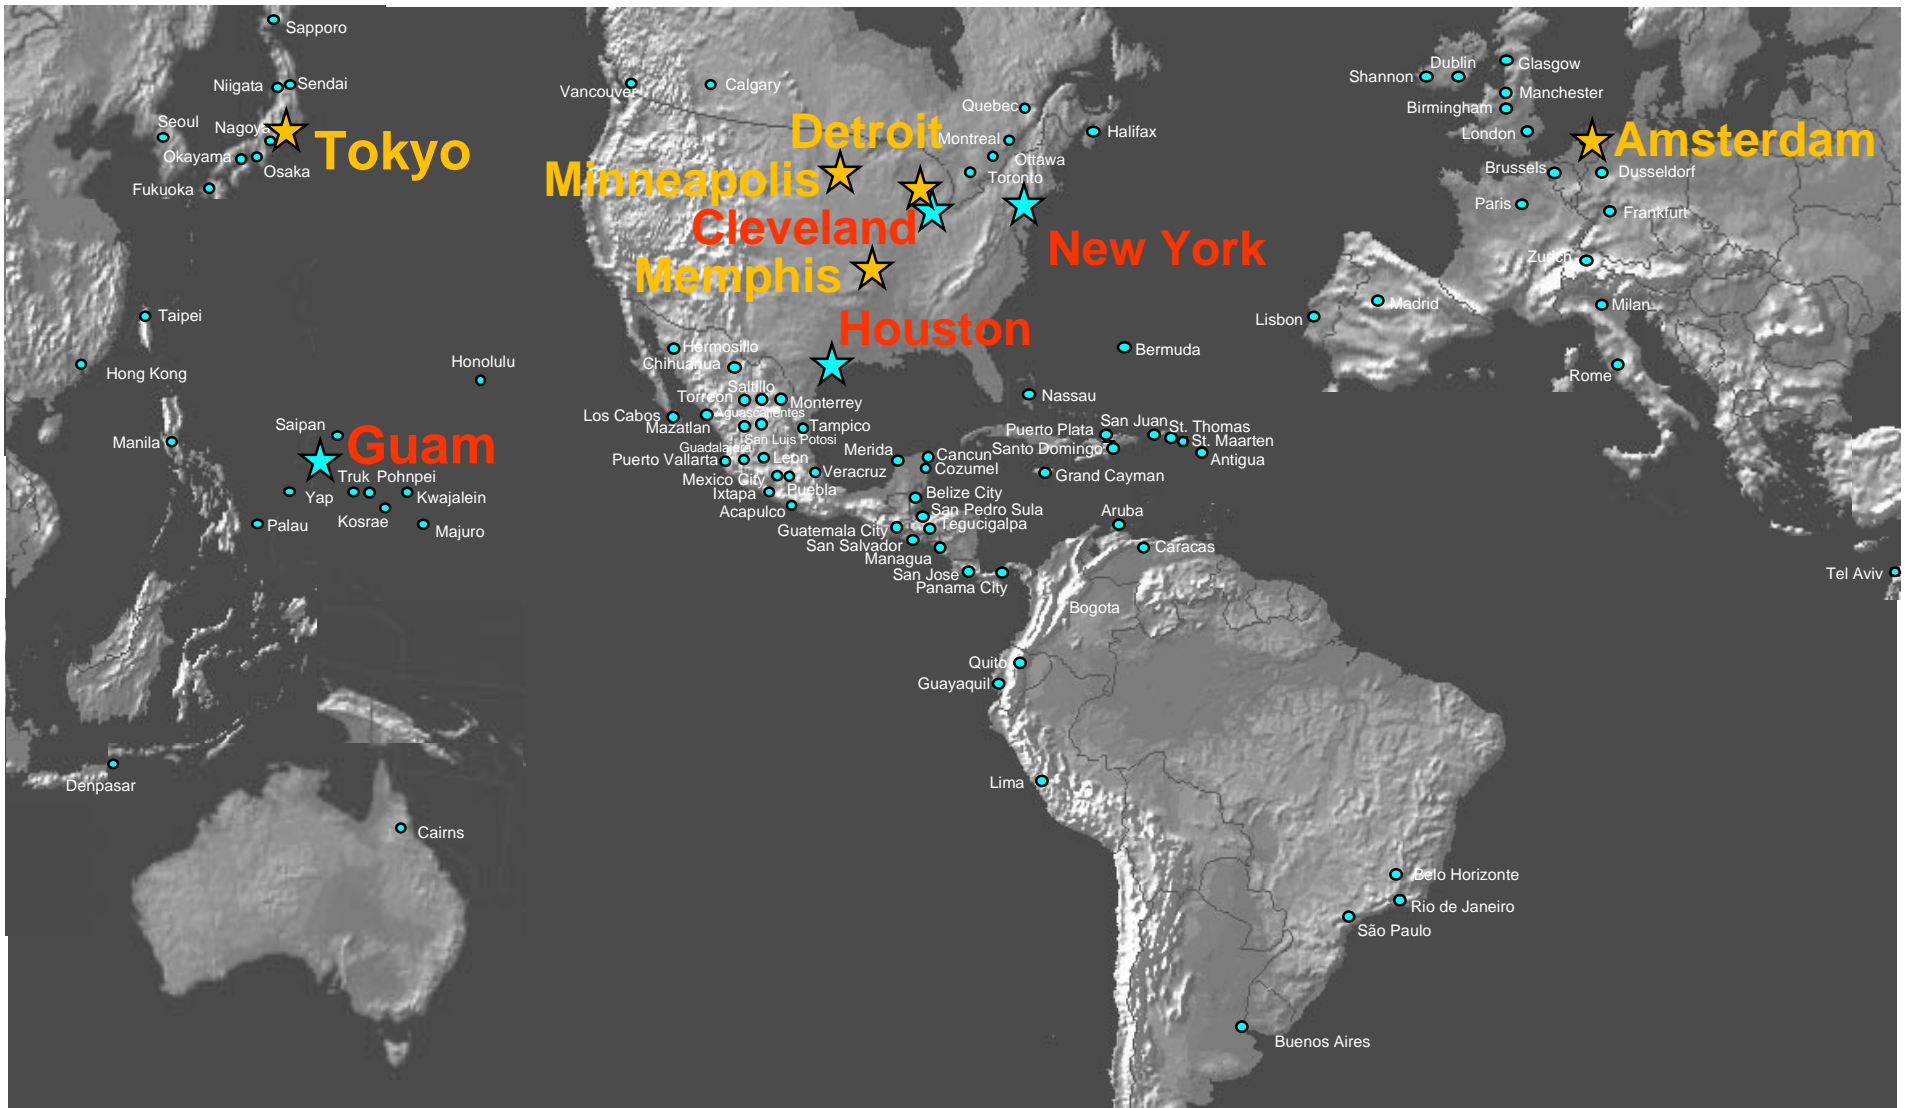 Sapporo
Niigata
Sendai
Seoul
Nagoya
Tokyo
Okayama
Osaka
Fukuoka
Taipei
Hong Kong
Honolulu
Saipan
Manila
Guam
Truk
Pohnpei
Yap
Kwajalein
Kosrae
Palau
Majuro
Denpasar
Cairns
Vancouver
Calgary
Quebec
Detroit
Montreal
Halifax
Ottawa
Minneapolis
Toronto
Cleveland
New York
Memphis
Houston
Hermosillo
Chihuahua
Bermuda
Saltillo
Torreon
Monterrey
Nassau
Los Cabos
Aguascalientes
Mazatlan
Tampico
San Luis Potosi
Puerto Plata
San Juan
St. Thomas
St. Maarten
Guadalajara
Leon
Merida
Cancun
Santo Domingo
Antigua
Puerto Vallarta
Cozumel
Mexico City
Veracruz
Grand Cayman
Ixtapa
Puebla
Belize City
Acapulco
San Pedro Sula
Aruba
Guatemala City
Tegucigalpa
San Salvador
Caracas
Managua
San Jose
Panama City
Bogota
Quito
Guayaquil
Lima
Belo Horizonte
Rio de Janeiro
São Paulo
Buenos Aires
Dublin
Glasgow
Shannon
Manchester
Birmingham
London
Amsterdam
Brussels
Dusseldorf
Paris
Frankfurt
Zurich
Madrid
Milan
Lisbon
Rome
Tel Aviv